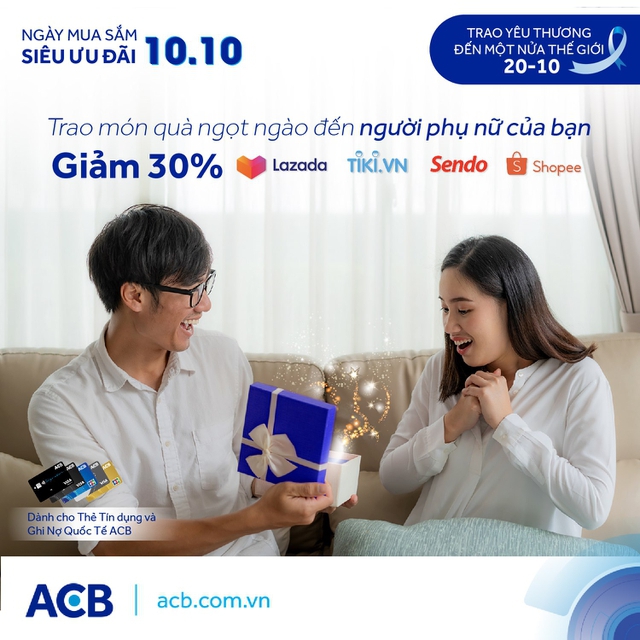 NGÀY MUA SẮM
SIÊU ƯU ĐÃI 10.10
TRAO YÊU THƯƠNG
ĐẾN MỘT NỬA THẾ GIỚI
20-10
Trao món quà ngọt ngào đến người phụ nữ của bạn
Giảm 30% Lazada TIKI.VN Sendo Shopee
ACB
VISA
Dành cho Thẻ Tín dụng và
Ghi Nợ Quốc Tế ACB
ACB acb.com.vn